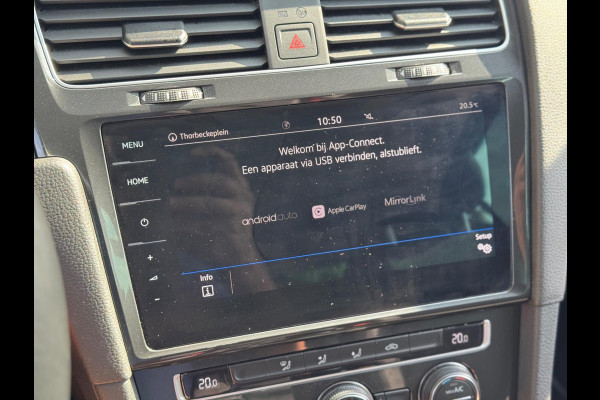 MENU
Thorbeckeplein
10:50
20.5°C
Welkom bij App-Connect.
Een apparaat via USB verbinden, alstublieft.
HOME
androidauto
Apple CarPlay
MirrorLink
+
-
Setup
Info
i
20.0
20.0
A/C